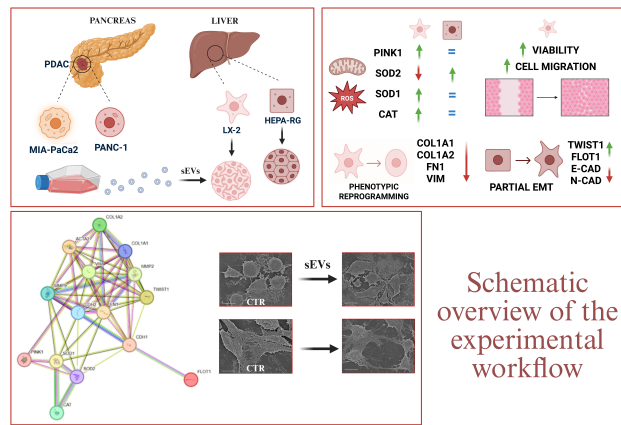 PANCREAS
LIVER
PDAC
MIA-PaCa2
PANC-1
LX-2
HEPA-RG
sEVs
PINK1
=
SOD2
ROS
SOD1
=
CAT
=
VIABILITY
CELL MIGRATION
PHENOTYPIC
REPROGRAMMING
COL1A1
COL1A2
FN1
VIM
PARTIAL EMT
TWIST1
FLOT1
E-CAD
N-CAD
COL1A2
COL1A1
MMP2
TWIST1
CDH1
PINK1
SOD1
SOD2
CAT
FLOT1
sEVs
CTR
CTR
Schematic
overview of the
experimental
workflow